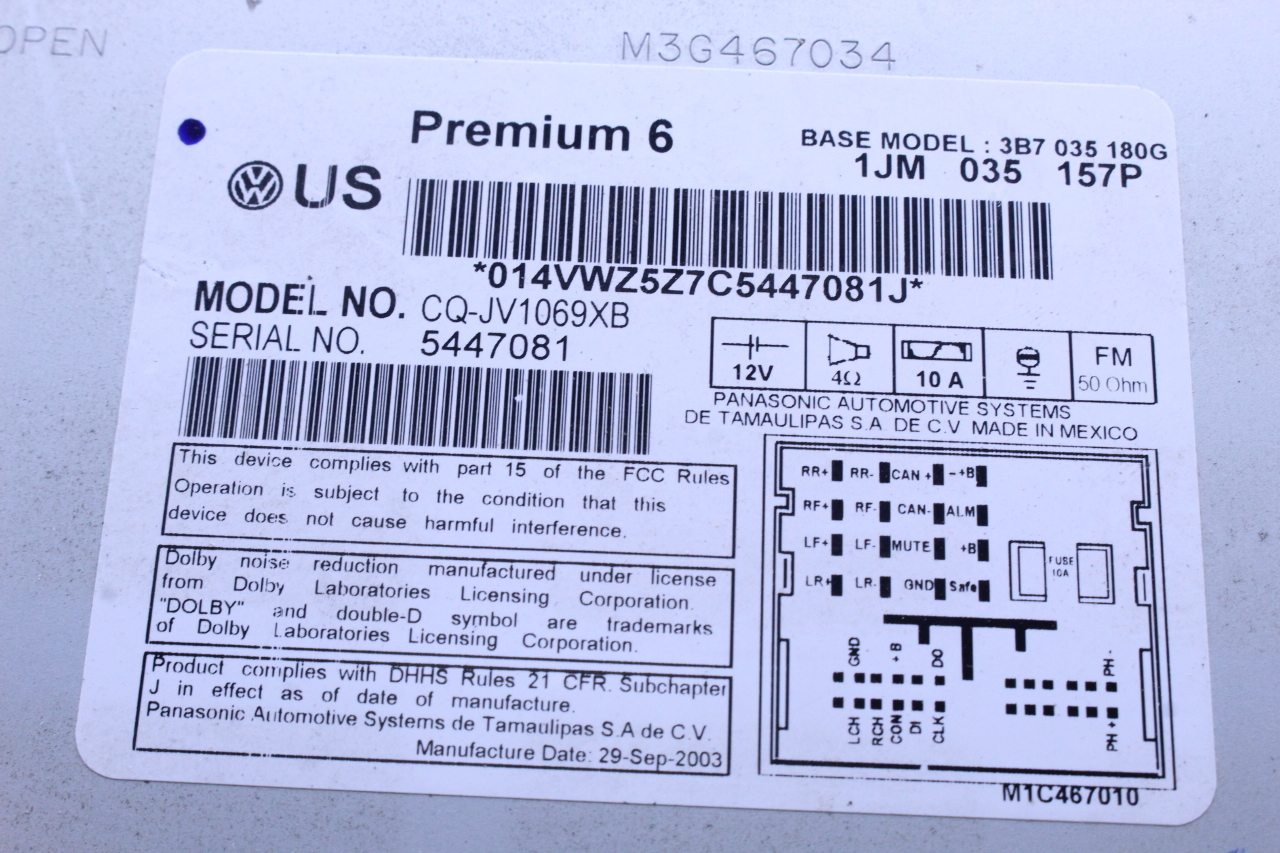 OPEN
M3G467034
Premium 6
BASE MODEL : 3B7 035 180G
1JM 035 157P
US
*014VWZ5Z7C5447081J*
MODEL NO. CQ-JV1069XB
SERIAL NO. 5447081
12V
4Ω
10 A
FM
50 Ohm
PANASONIC AUTOMOTIVE SYSTEMS
DE TAMAULIPAS S.A. DE C.V MADE IN MEXICO
This device complies with part 15 of the FCC Rules
Operation is subject to the condition that this
device does not cause harmful interference.
Dolby noise reduction manufactured under license
from Dolby Laboratories Licensing Corporation.
"DOLBY" and double-D symbol are trademarks
of Dolby Laboratories Licensing Corporation.
Product complies with DHHS Rules 21 CFR. Subchapter
J in effect as of date of manufacture.
Panasonic Automotive Systems de Tamaulipas S.A de C.V.
Manufacture Date: 29-Sep-2003
RR+ RR- CAN + -+B
RF+ RF- CAN- ALM
LF+ LF- MUTE +B
LR+ LR- GND Safe
FUSE
10A
GND +B DO PH -
LCH RCH CON DI CLK PH +
M1C467010